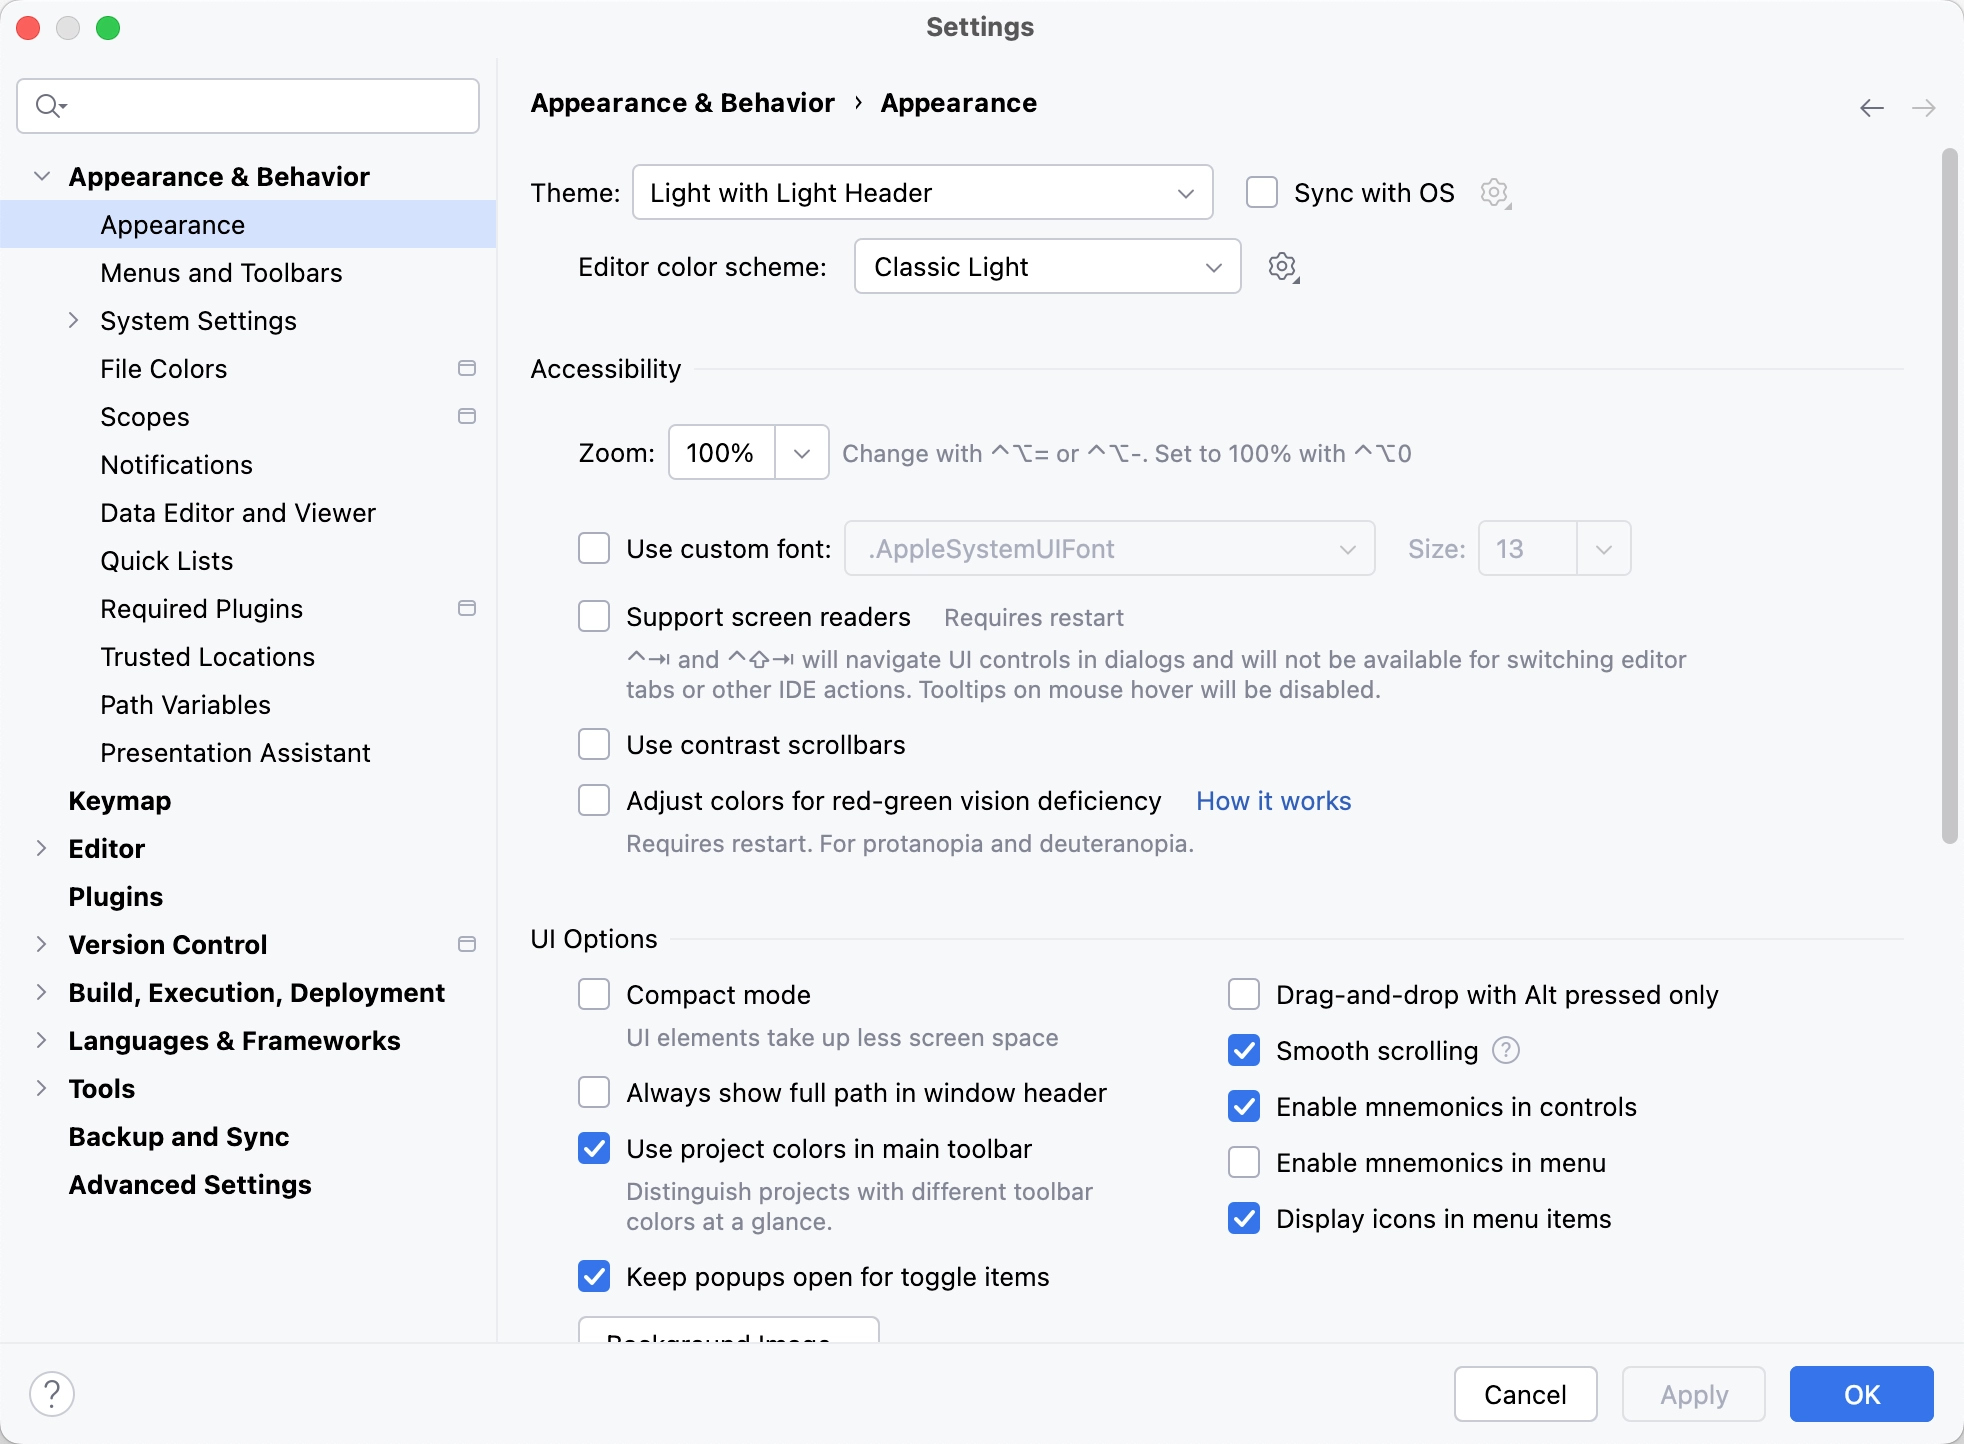 Settings
Appearance & Behavior
Appearance
Menus and Toolbars
System Settings
File Colors
Scopes
Notifications
Data Editor and Viewer
Quick Lists
Required Plugins
Trusted Locations
Path Variables
Presentation Assistant
Keymap
Editor
Plugins
Version Control
Build, Execution, Deployment
Languages & Frameworks
Tools
Backup and Sync
Advanced Settings
Appearance & Behavior › Appearance
Theme: Light with Light Header Sync with OS
Editor color scheme: Classic Light
Accessibility
Zoom: 100% Change with ^⌥= or ^⌥-. Set to 100% with ^⌥0
Use custom font: .AppleSystemUIFont Size: 13
Support screen readers Requires restart
^⇥ and ^⇧⇥ will navigate UI controls in dialogs and will not be available for switching editor
tabs or other IDE actions. Tooltips on mouse hover will be disabled.
Use contrast scrollbars
Adjust colors for red-green vision deficiency How it works
Requires restart. For protanopia and deuteranopia.
UI Options
Compact mode
UI elements take up less screen space
Always show full path in window header
Use project colors in main toolbar
Distinguish projects with different toolbar
colors at a glance.
Keep popups open for toggle items
Background Image...
Drag-and-drop with Alt pressed only
Smooth scrolling ?
Enable mnemonics in controls
Enable mnemonics in menu
Display icons in menu items
? Cancel Apply OK